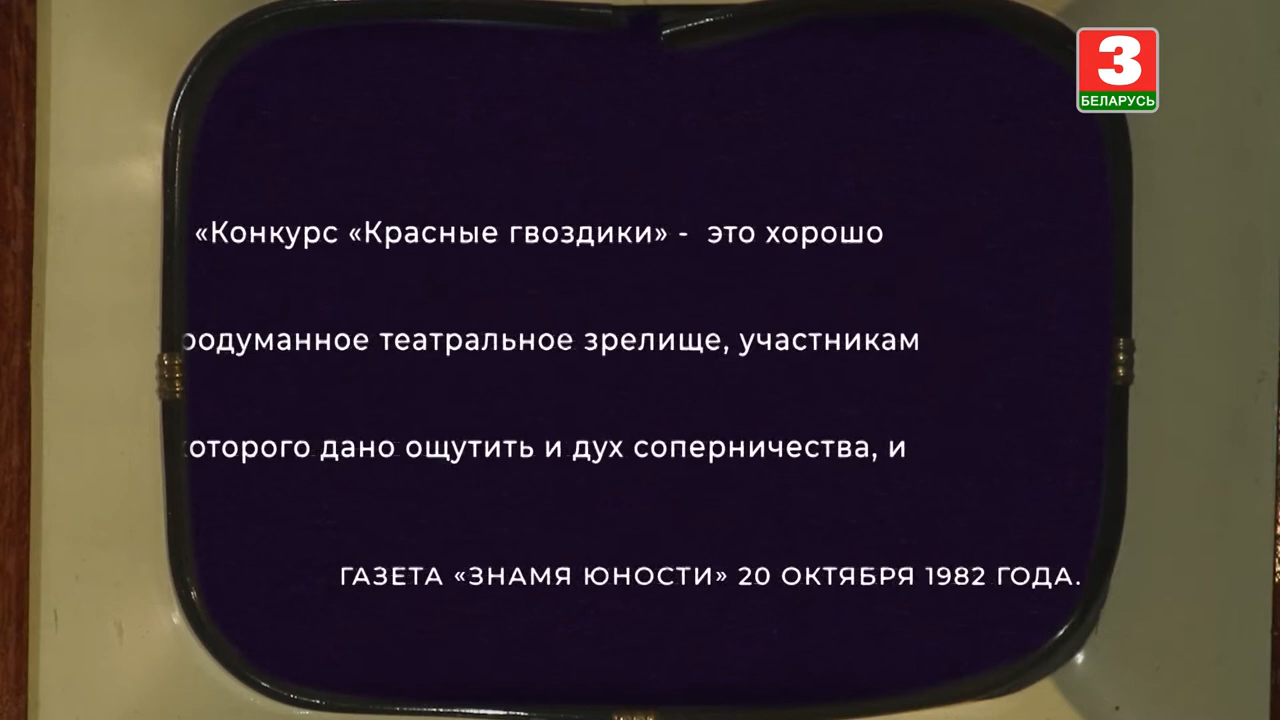 3
БЕЛАРУСЬ
«Конкурс «Красные гвоздики» - это хорошо
родуманное театральное зрелище, участникам
которого дано ощутить и дух соперничества, и
ГАЗЕТА «ЗНАМЯ ЮНОСТИ» 20 ОКТЯБРЯ 1982 ГОДА.